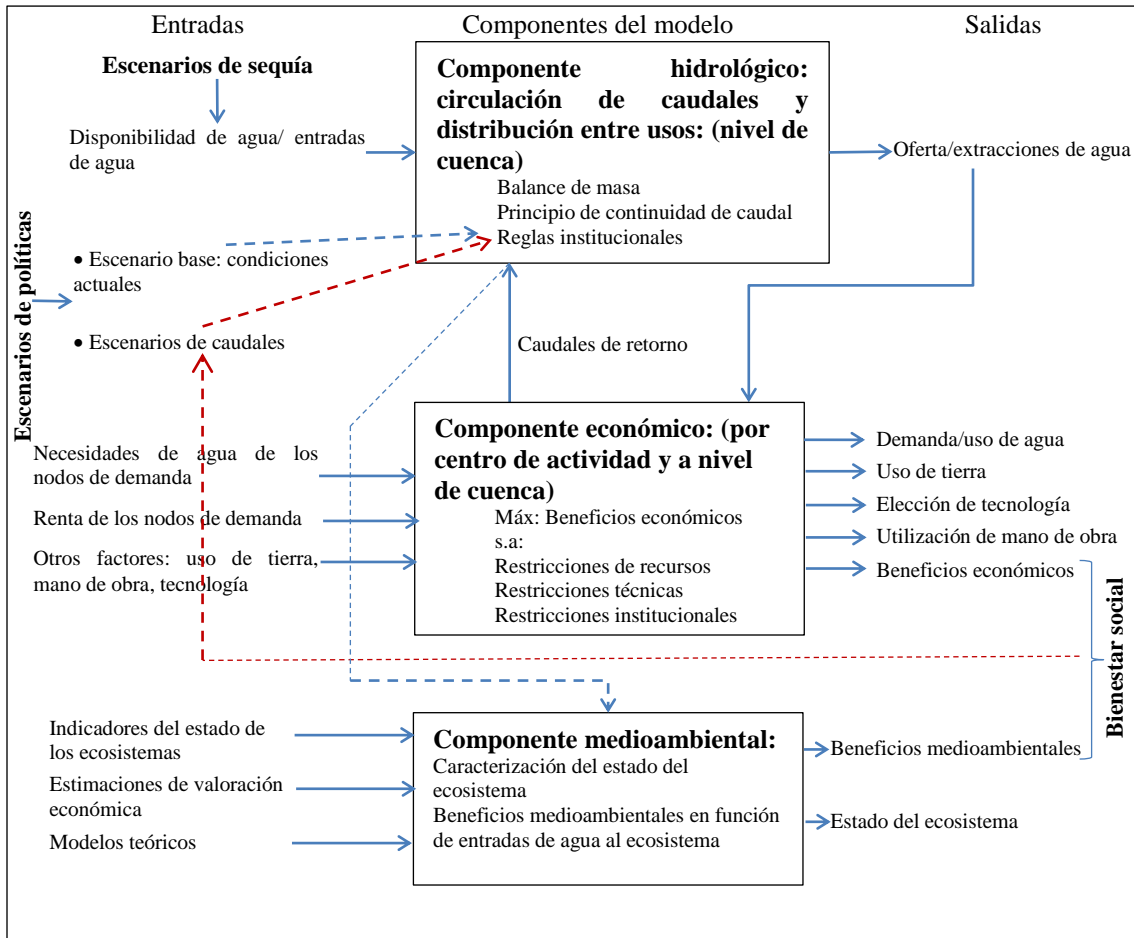 Entradas
Componentes del modelo
Salidas
Escenarios de sequía
Disponibilidad de agua/ entradas
de agua
Escenarios de políticas
• Escenario base: condiciones
actuales
• Escenarios de caudales
Necesidades de agua de los
nodos de demanda
Renta de los nodos de demanda
Otros factores: uso de tierra,
mano de obra, tecnología
Indicadores del estado de
los ecosistemas
Estimaciones de valoración
económica
Modelos teóricos
Componente hidrológico:
circulación de caudales y
distribución entre usos: (nivel de
cuenca)
Balance de masa
Principio de continuidad de caudal
Reglas institucionales
Caudales de retorno
Componente económico: (por
centro de actividad y a nivel
de cuenca)
Máx: Beneficios económicos
s.a:
Restricciones de recursos
Restricciones técnicas
Restricciones institucionales
Componente medioambiental:
Caracterización del estado del
ecosistema
Beneficios medioambientales en función
de entradas de agua al ecosistema
Oferta/extracciones de agua
Demanda/uso de agua
Uso de tierra
Elección de tecnología
Utilización de mano de obra
Beneficios económicos
Bienestar social
Beneficios medioambientales
Estado del ecosistema